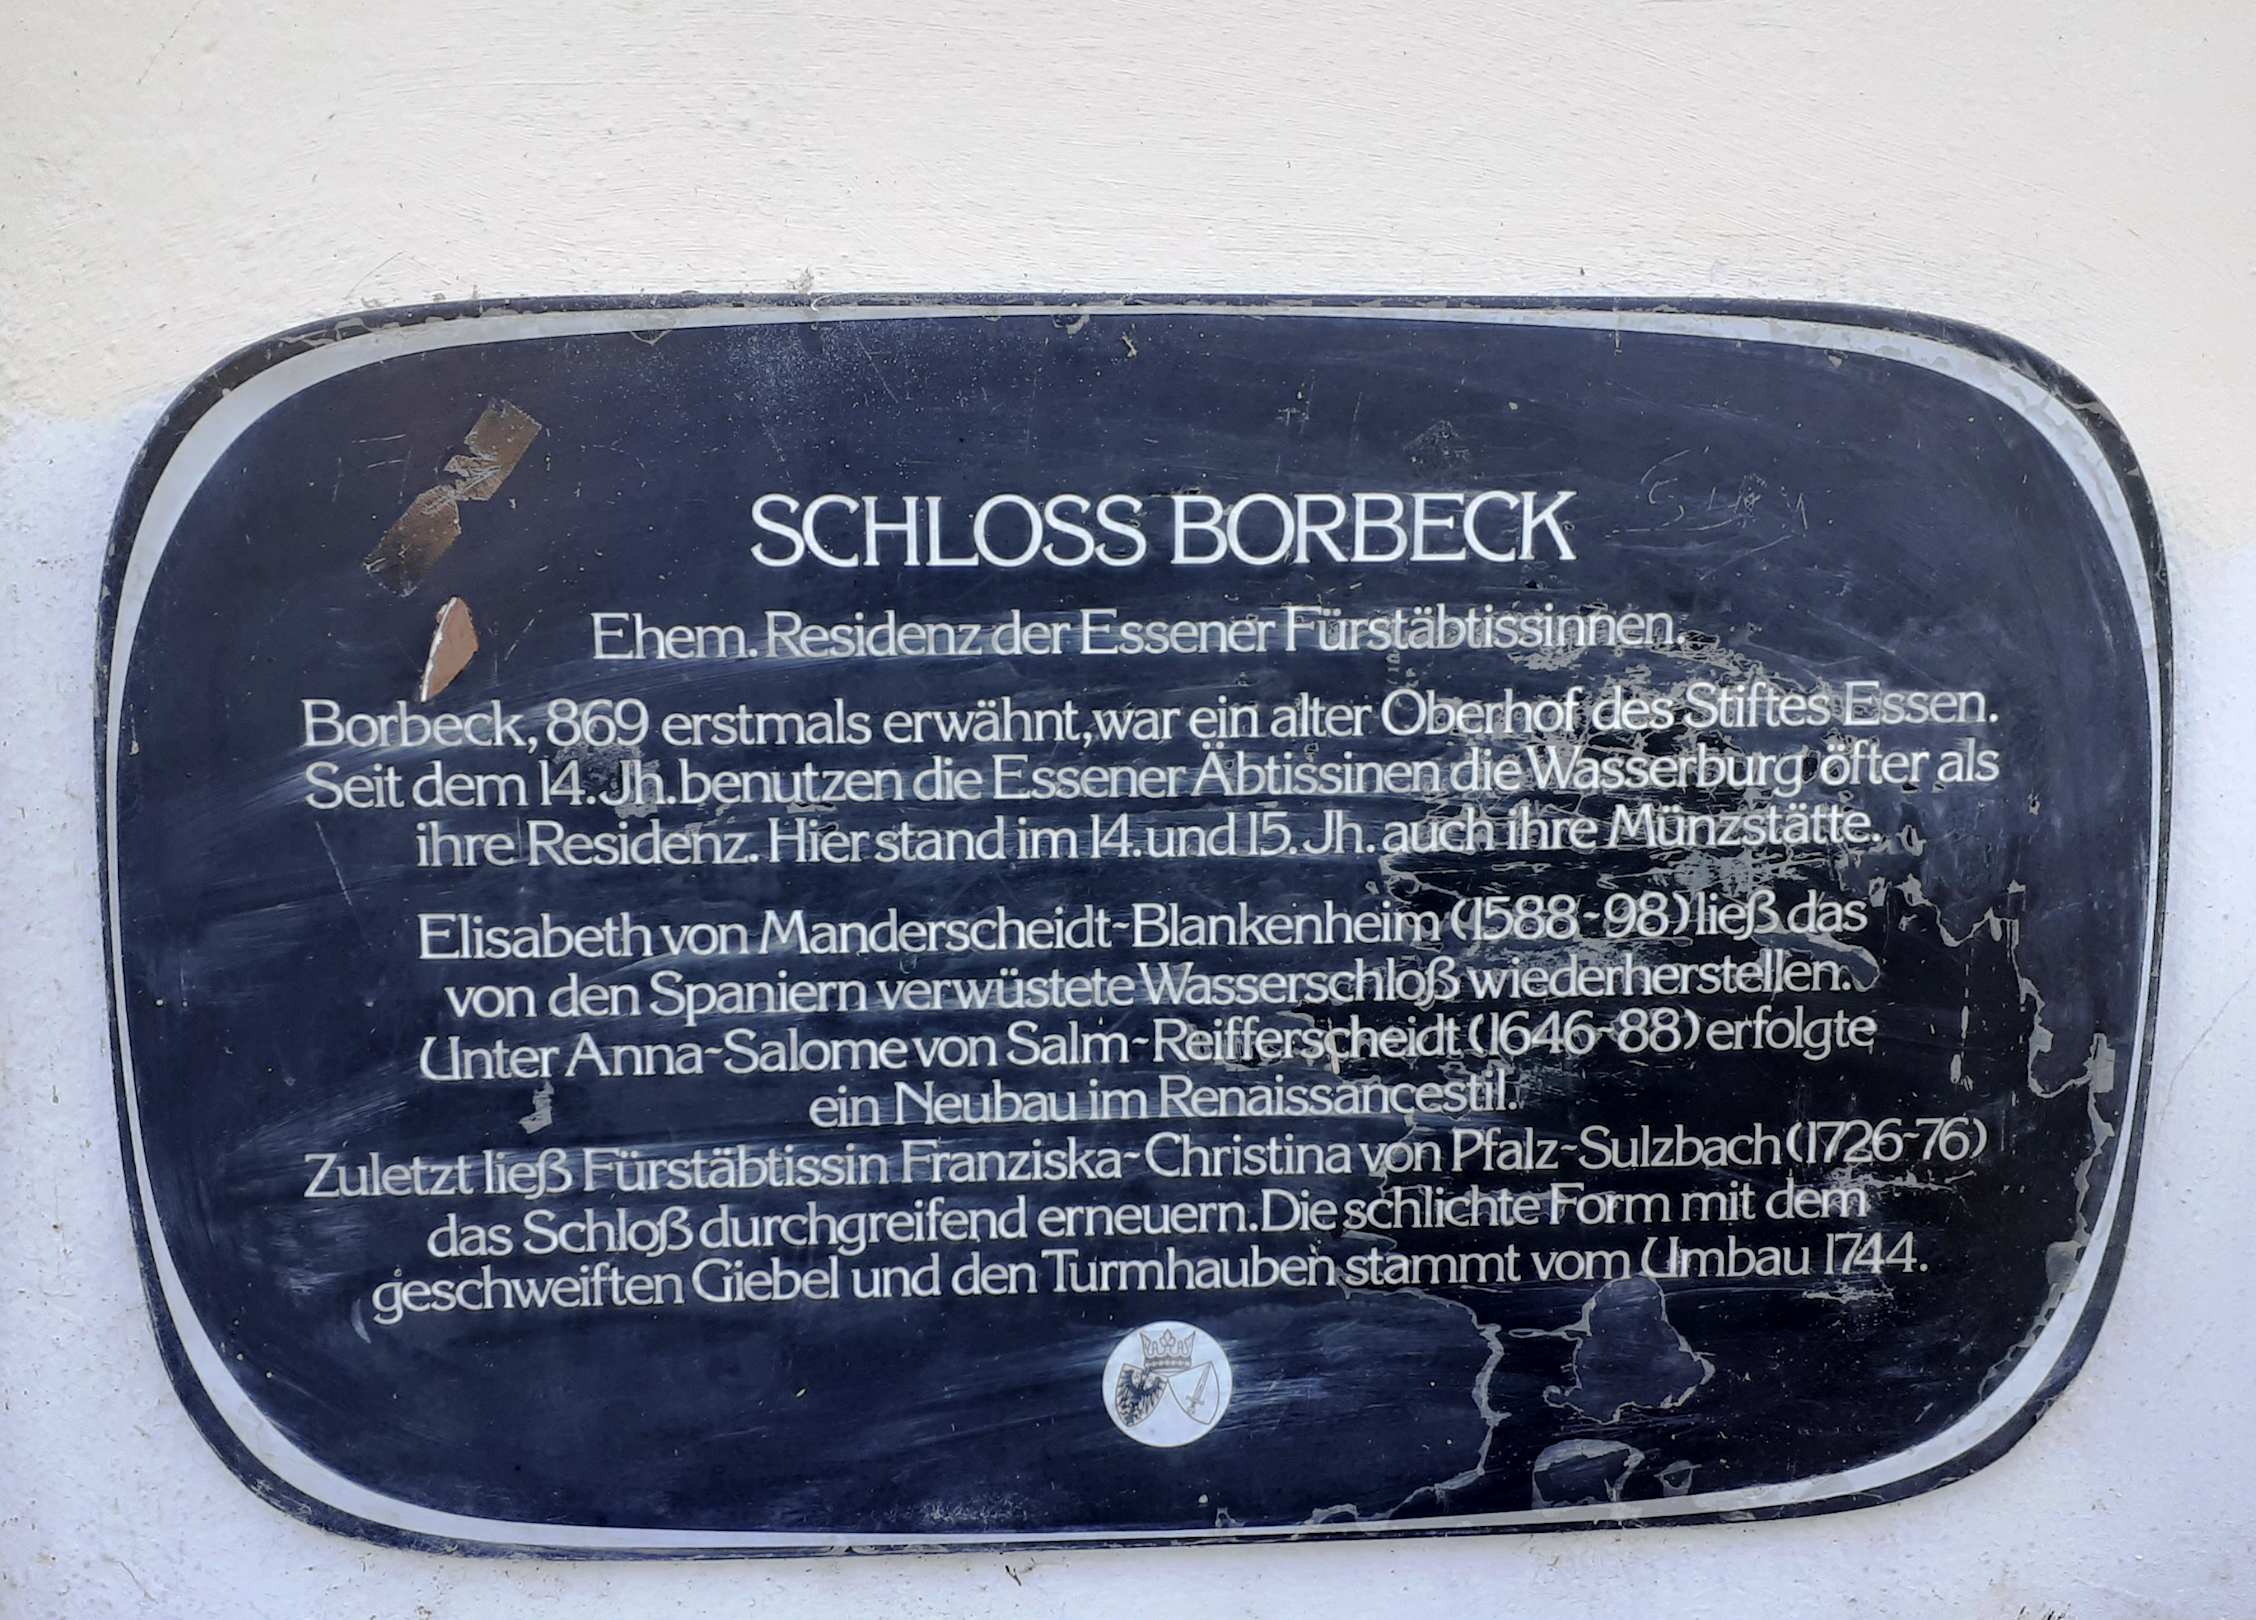 SCHLOSS BORBECK
Ehem. Residenz der Essener Fürstäbtissinnen.
Borbeck, 869 erstmals erwähnt, war ein alter Oberhof des Stiftes Essen.
Seit dem 14. Jh. benutzen die Essener Äbtissinen die Wasserburg öfter als
ihre Residenz. Hier stand im 14. und 15. Jh. auch ihre Münzstätte.
Elisabeth von Manderscheidt-Blankenheim (1588-98) ließ das
von den Spaniern verwüstete Wasserschloß wiederherstellen.
Unter Anna-Salome von Salm-Reifferscheidt (1646-88) erfolgte
ein Neubau im Renaissancestil.
Zuletzt ließ Fürstäbtissin Franziska-Christina von Pfalz-Sulzbach (1726-76)
das Schloß durchgreifend erneuern. Die schlichte Form mit dem
geschweiften Giebel und den Turmhauben stammt vom Umbau 1744.